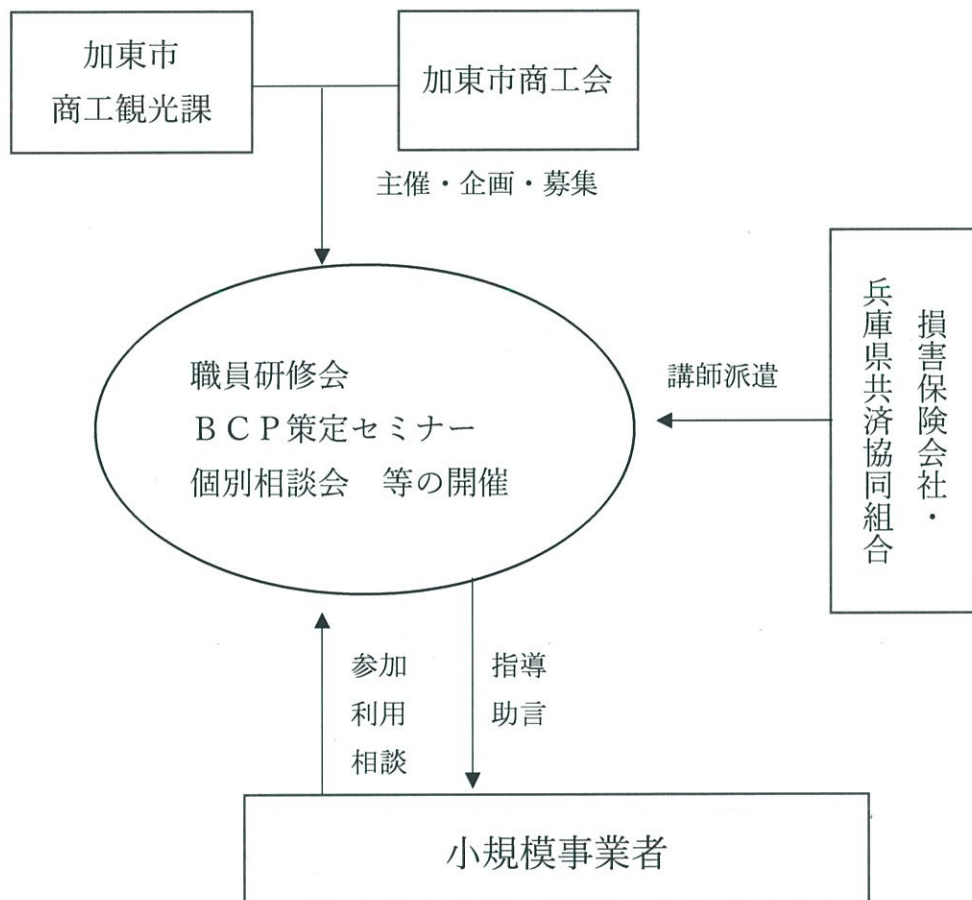 加東市
商工観光課
加東市商工会
主催・企画・募集
損害保険会社・
兵庫県共済協同組合
講師派遣
職員研修会
ＢＣＰ策定セミナー
個別相談会　等の開催
参加
利用
相談
指導
助言
小規模事業者